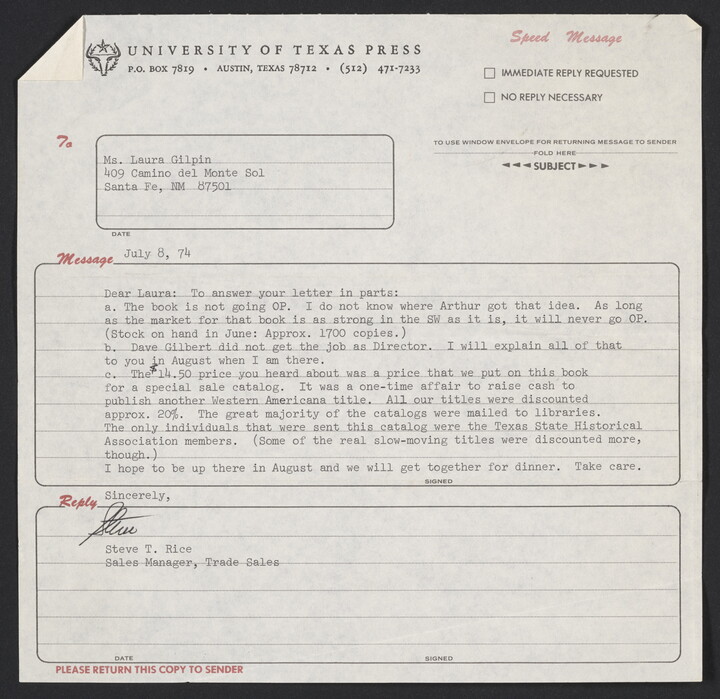 UNIVERSITY OF TEXAS PRESS
P.O. BOX 7819 • AUSTIN, TEXAS 78712 • (512) 471-7233
Speed Message
IMMEDIATE REPLY REQUESTED
NO REPLY NECESSARY
To
Ms. Laura Gilpin
409 Camino del Monte Sol
Santa Fe, NM 87501
TO USE WINDOW ENVELOPE FOR RETURNING MESSAGE TO SENDER
FOLD HERE
◄◄◄SUBJECT►►►
DATE
July 8, 74
Message
Dear Laura: To answer your letter in parts:
a. The book is not going OP. I do not know where Arthur got that idea. As long
as the market for that book is as strong in the SW as it is, it will never go OP.
(Stock on hand in June: Approx. 1700 copies.)
b. Dave Gilbert did not get the job as Director. I will explain all of that
to you in August when I am there.
c. The $14.50 price you heard about was a price that we put on this book
for a special sale catalog. It was a one-time affair to raise cash to
publish another Western Americana title. All our titles were discounted
approx. 20%. The great majority of the catalogs were mailed to libraries.
The only individuals that were sent this catalog were the Texas State Historical
Association members. (Some of the real slow-moving titles were discounted more,
though.)
I hope to be up there in August and we will get together for dinner. Take care.
SIGNED
Sincerely,
Reply
Steve
Steve T. Rice
Sales Manager, Trade Sales
DATE
SIGNED
PLEASE RETURN THIS COPY TO SENDER